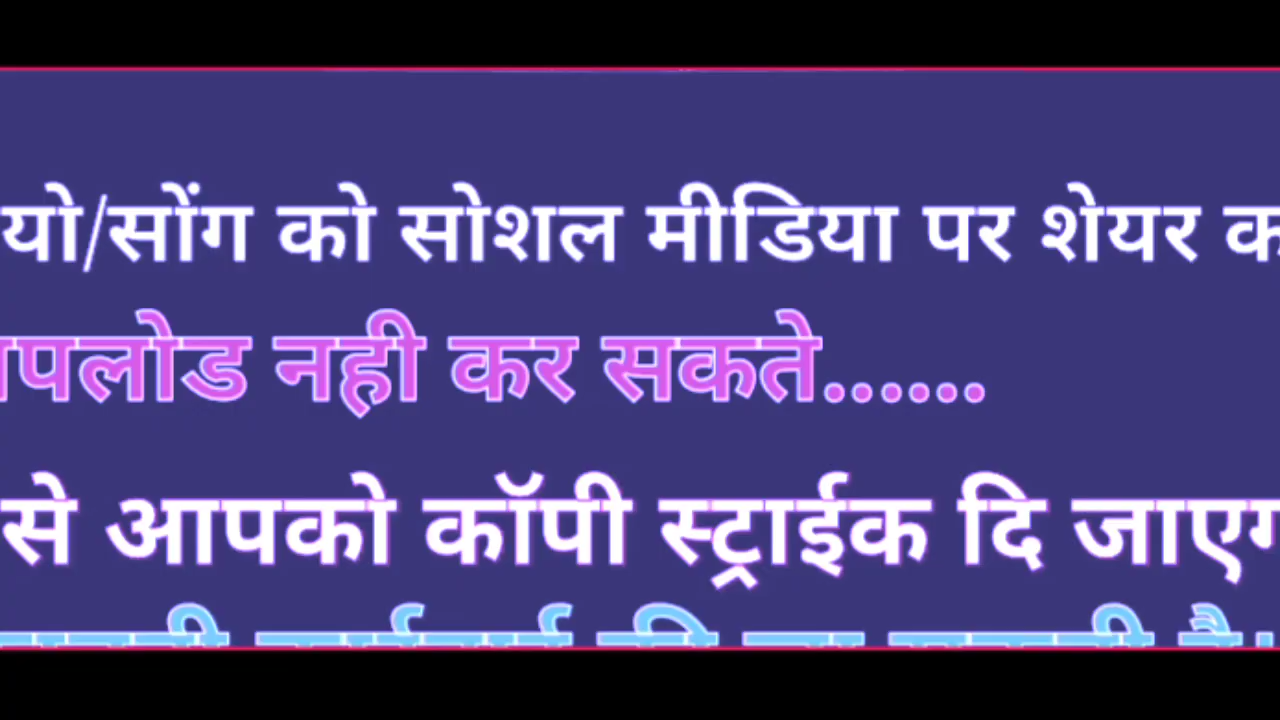 यो/सोंग को सोशल मीडिया पर शेयर क
पलोड नही कर सकते......
से आपको कॉपी स्ट्राईक दि जाएग